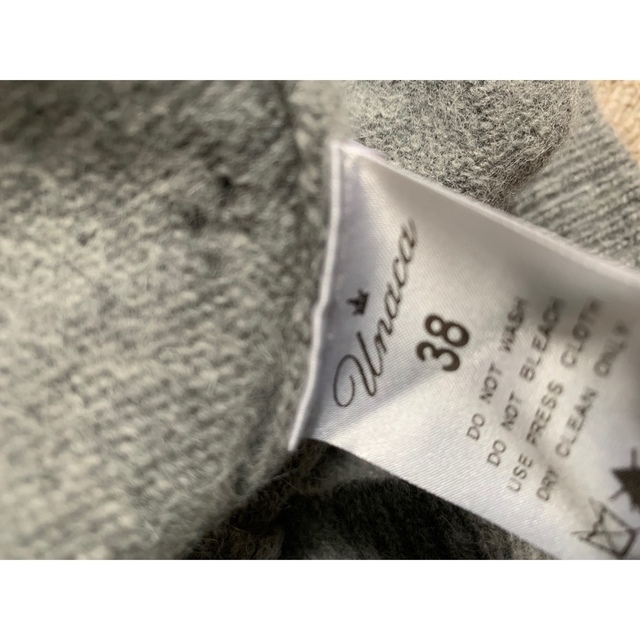 Unaca
38
DO NOT WASH
DO NOT BLEACH
USE PRESS CLOTH
DRY CLEAN ONLY